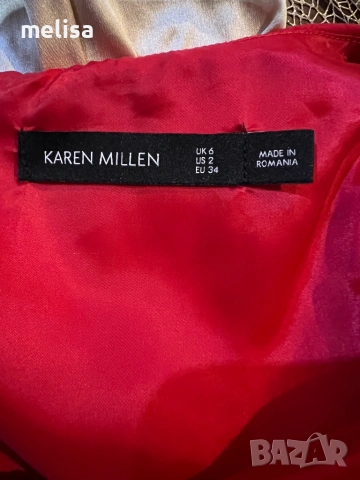 melisa
KAREN MILLEN
UK 6
US 2
EU 34
MADE IN
ROMANIA
BAZAR